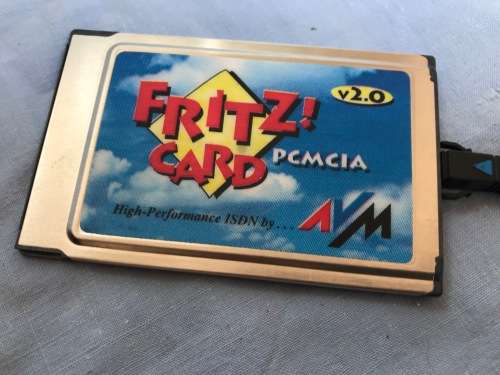 FRITZ!
CARD
PCMCIA
v2.0
High-Performance ISDN by....
AVM